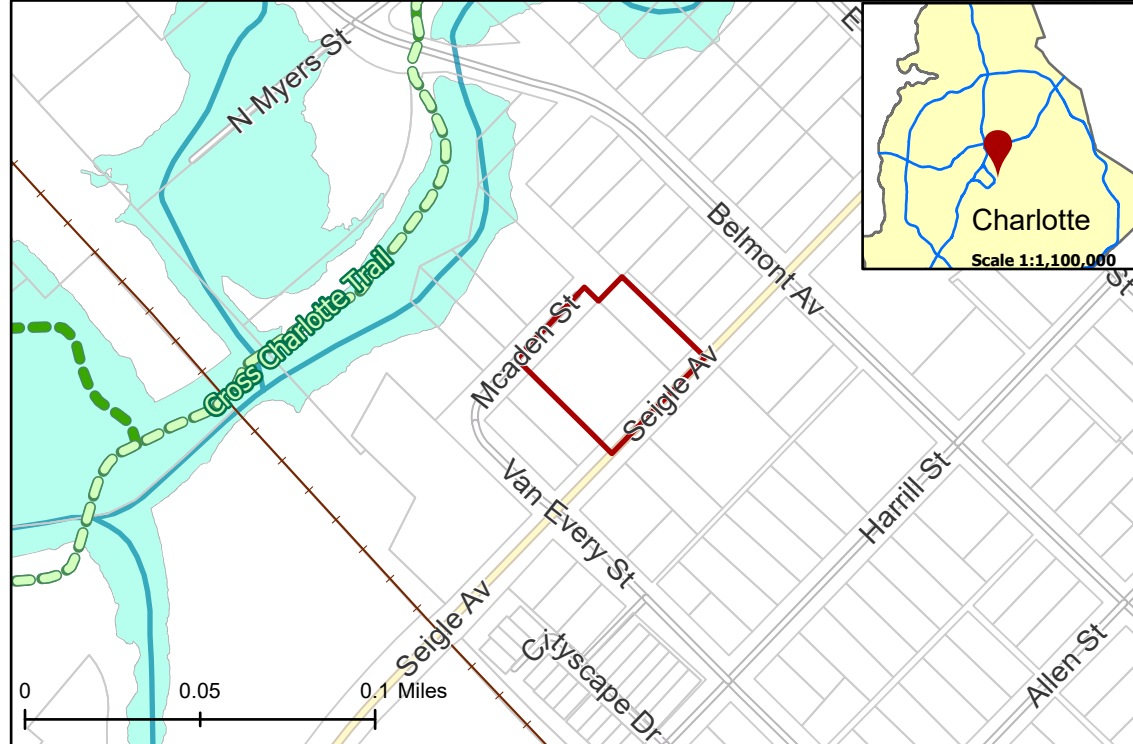 E
N Myers St
Charlotte
Scale 1:1,100,000
Belmont Av
St
Cross Charlotte Trail
Mcaden St
Seigle Av
Van Every St
Harrill St
Seigle Av
Cityscape Dr
Allen St
0 0.05 0.1 Miles